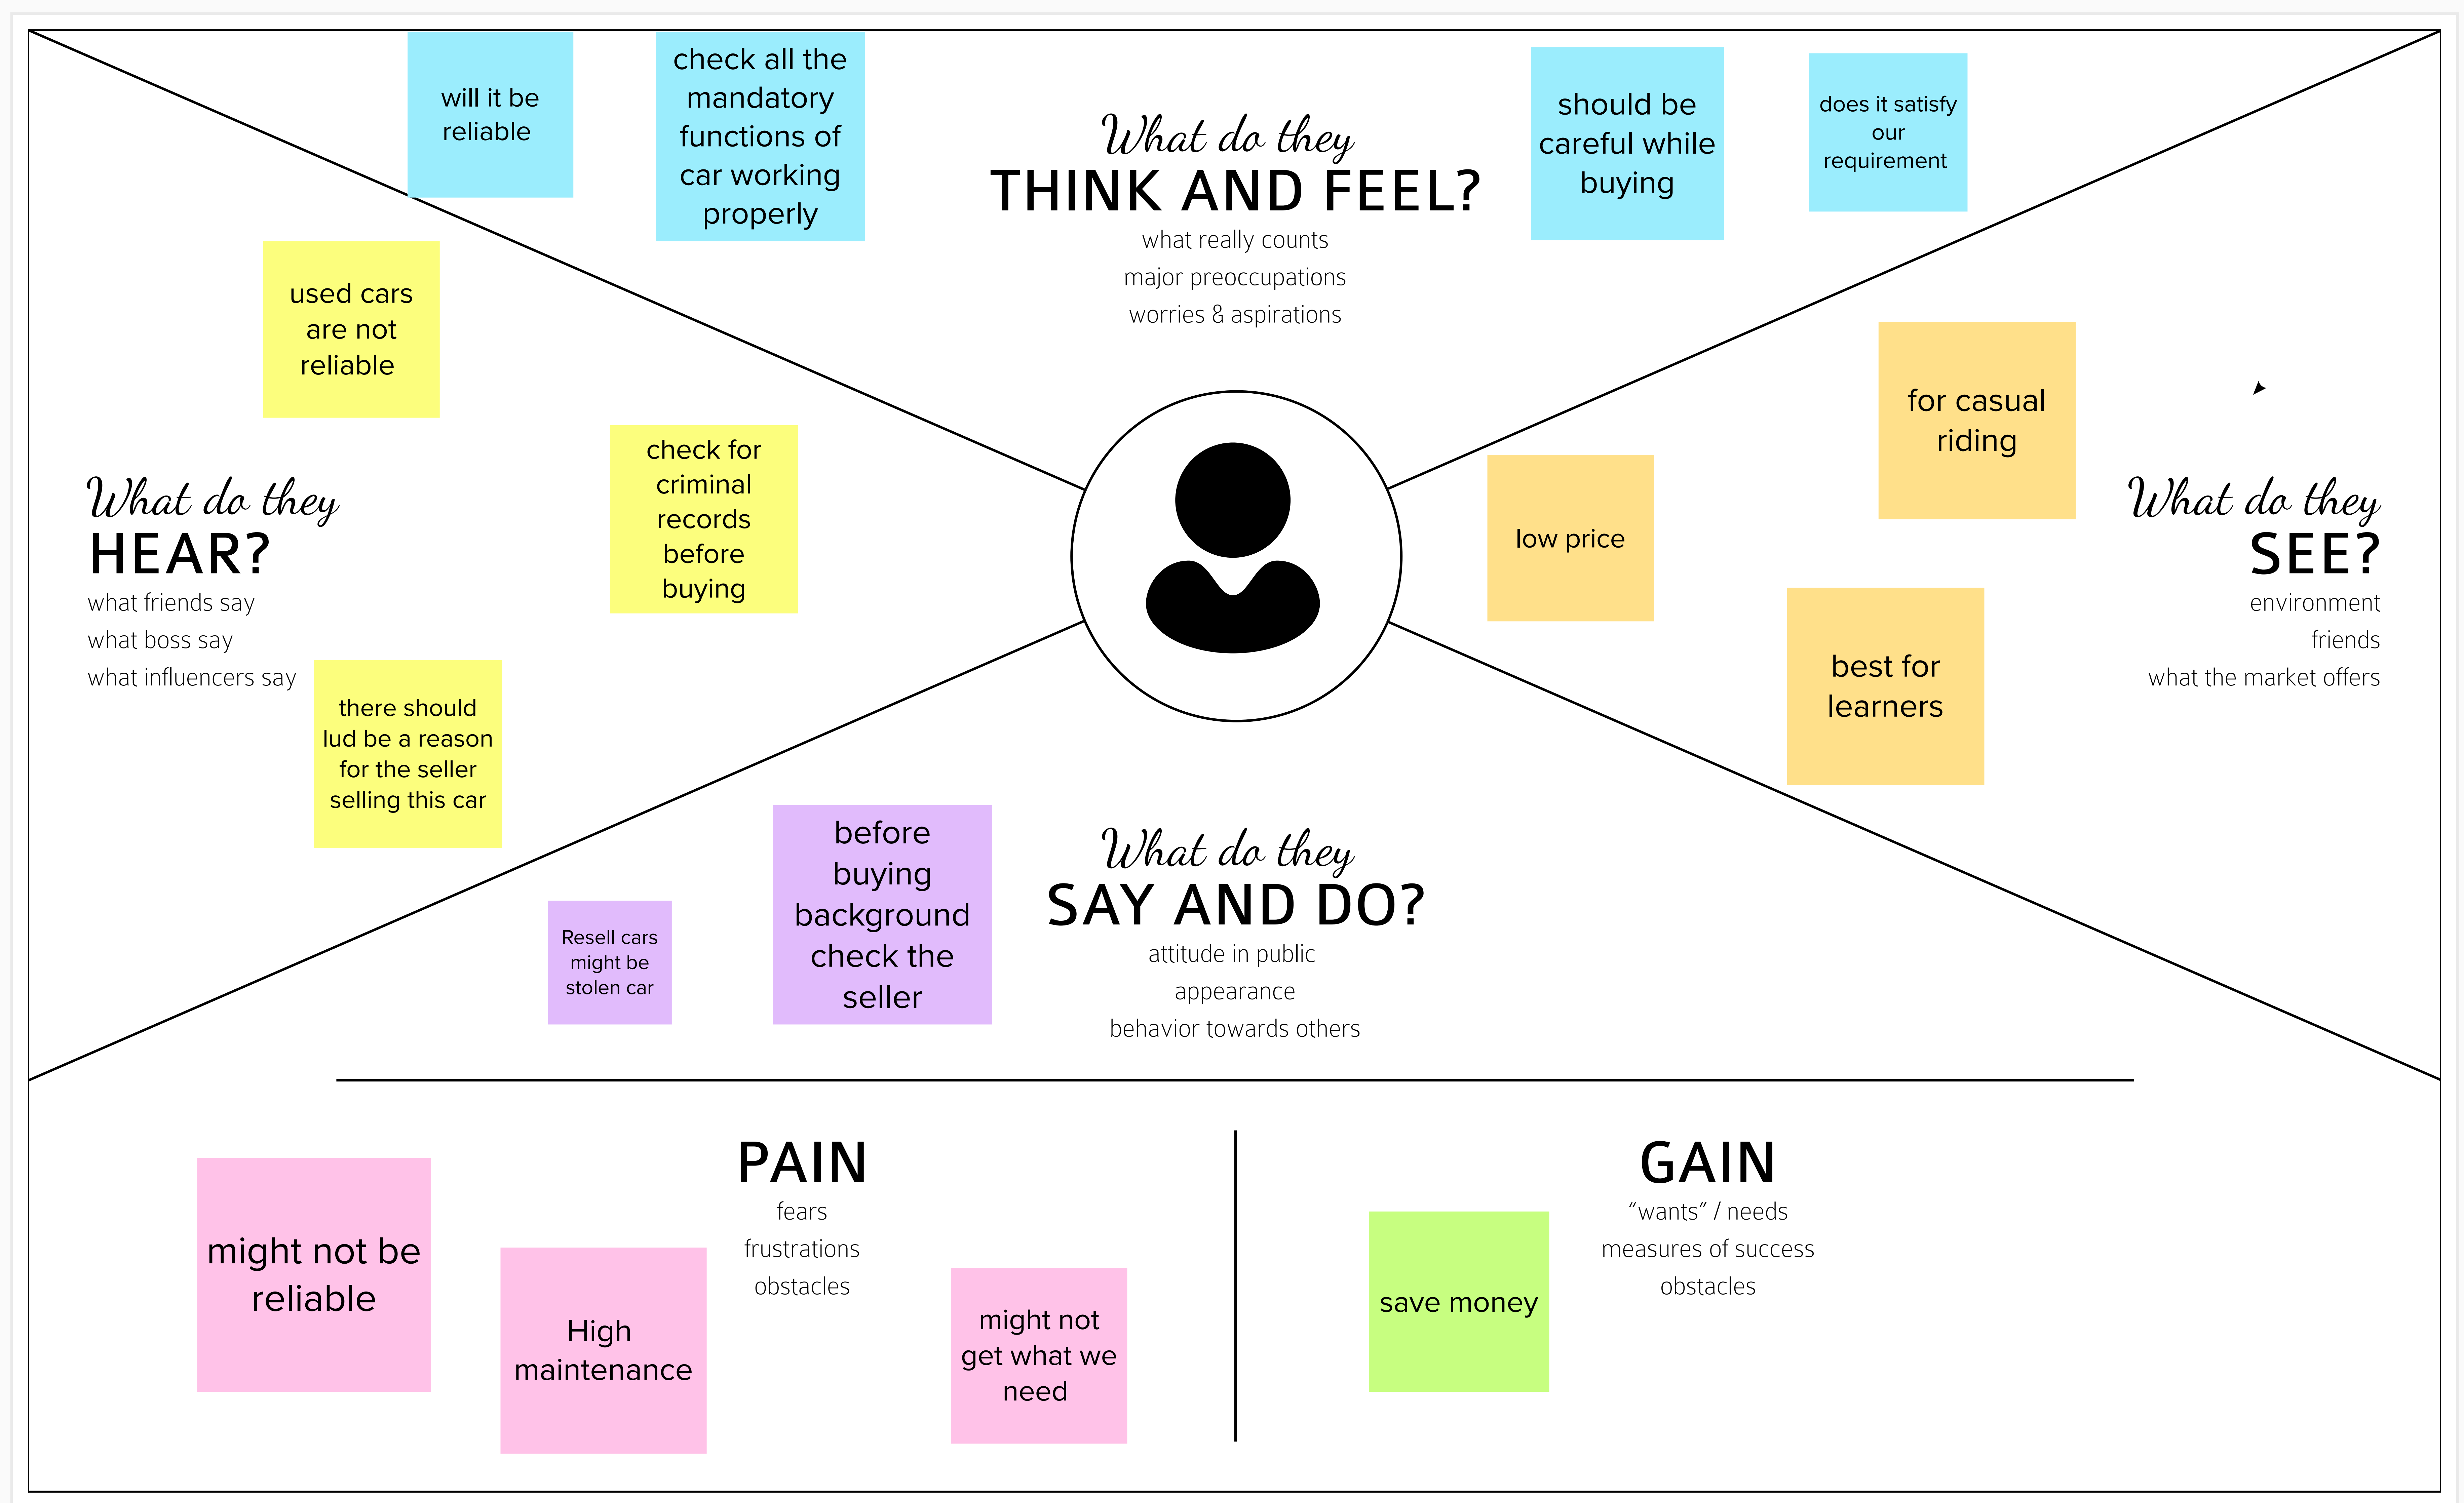 will it be
reliable
check all the
mandatory
functions of
car working
properly
What do they
THINK AND FEEL?
what really counts
major preoccupations
worries & aspirations
should be
careful while
buying
does it satisfy
our
requirement
used cars
are not
reliable
check for
criminal
records
before
buying
What do they
HEAR?
what friends say
what boss say
what influencers say
there should
lud be a reason
for the seller
selling this car
for casual
riding
low price
What do they
SEE?
environment
friends
what the market offers
best for
learners
Resell cars
might be
stolen car
before
buying
background
check the
seller
What do they
SAY AND DO?
attitude in public
appearance
behavior towards others
PAIN
fears
frustrations
obstacles
might not be
reliable
High
maintenance
might not
get what we
need
GAIN
“wants” / needs
measures of success
obstacles
save money